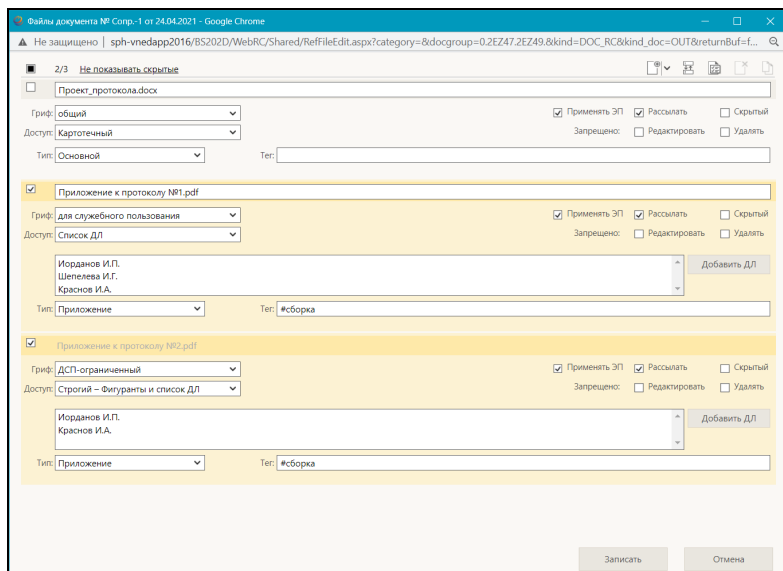 Файлы документа № Сопр.-1 от 24.04.2021 - Google Chrome
Не защищено | sph-vnedapp2016/BS202D/WebRC/Shared/RefFileEdit.aspx?category=&docgroup=0.2EZ47.2EZ49.&kind=DOC_RC&kind_doc=OUT&returnBuf=f...
2/3 Не показывать скрытые
Проект_протокола.docx
Гриф: общий Применять ЭП Рассылать Скрытый
Доступ: Картотечный Запрещено: Редактировать Удалять
Тип: Основной Тег:
Приложение к протоколу №1.pdf
Гриф: для служебного пользования Применять ЭП Рассылать Скрытый
Доступ: Список ДЛ Запрещено: Редактировать Удалять
Иорданов И.П. Добавить ДЛ
Шепелева И.Г.
Краснов И.А.
Тип: Приложение Тег: #сборка
Приложение к протоколу №2.pdf
Гриф: ДСП-ограниченный Применять ЭП Рассылать Скрытый
Доступ: Строгий – Фигуранты и список ДЛ Запрещено: Редактировать Удалять
Иорданов И.П. Добавить ДЛ
Краснов И.А.
Тип: Приложение Тег: #сборка
Записать Отмена